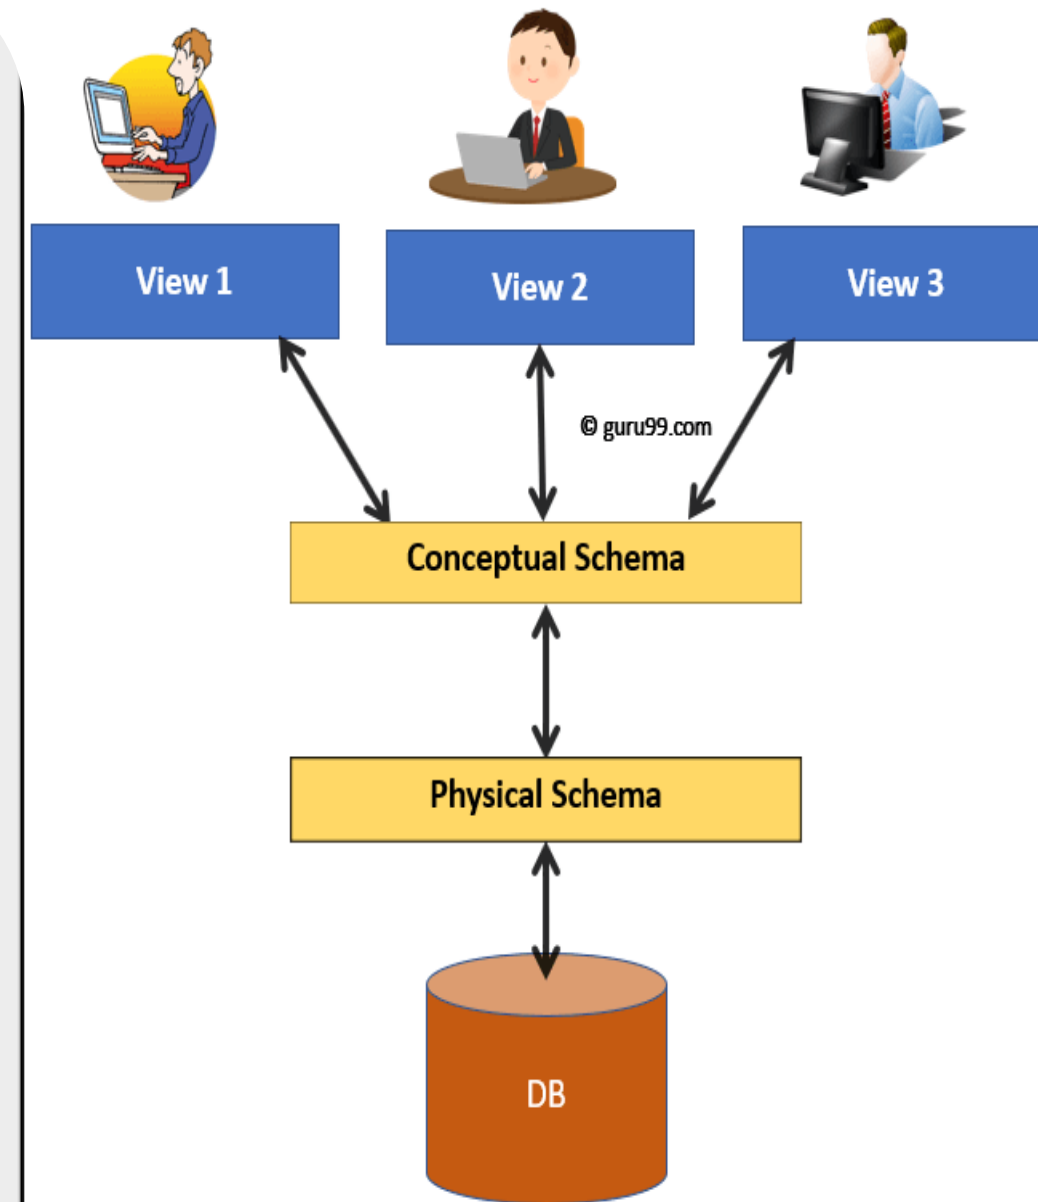 View 1
View 2
View 3
© guru99.com
Conceptual Schema
Physical Schema
DB